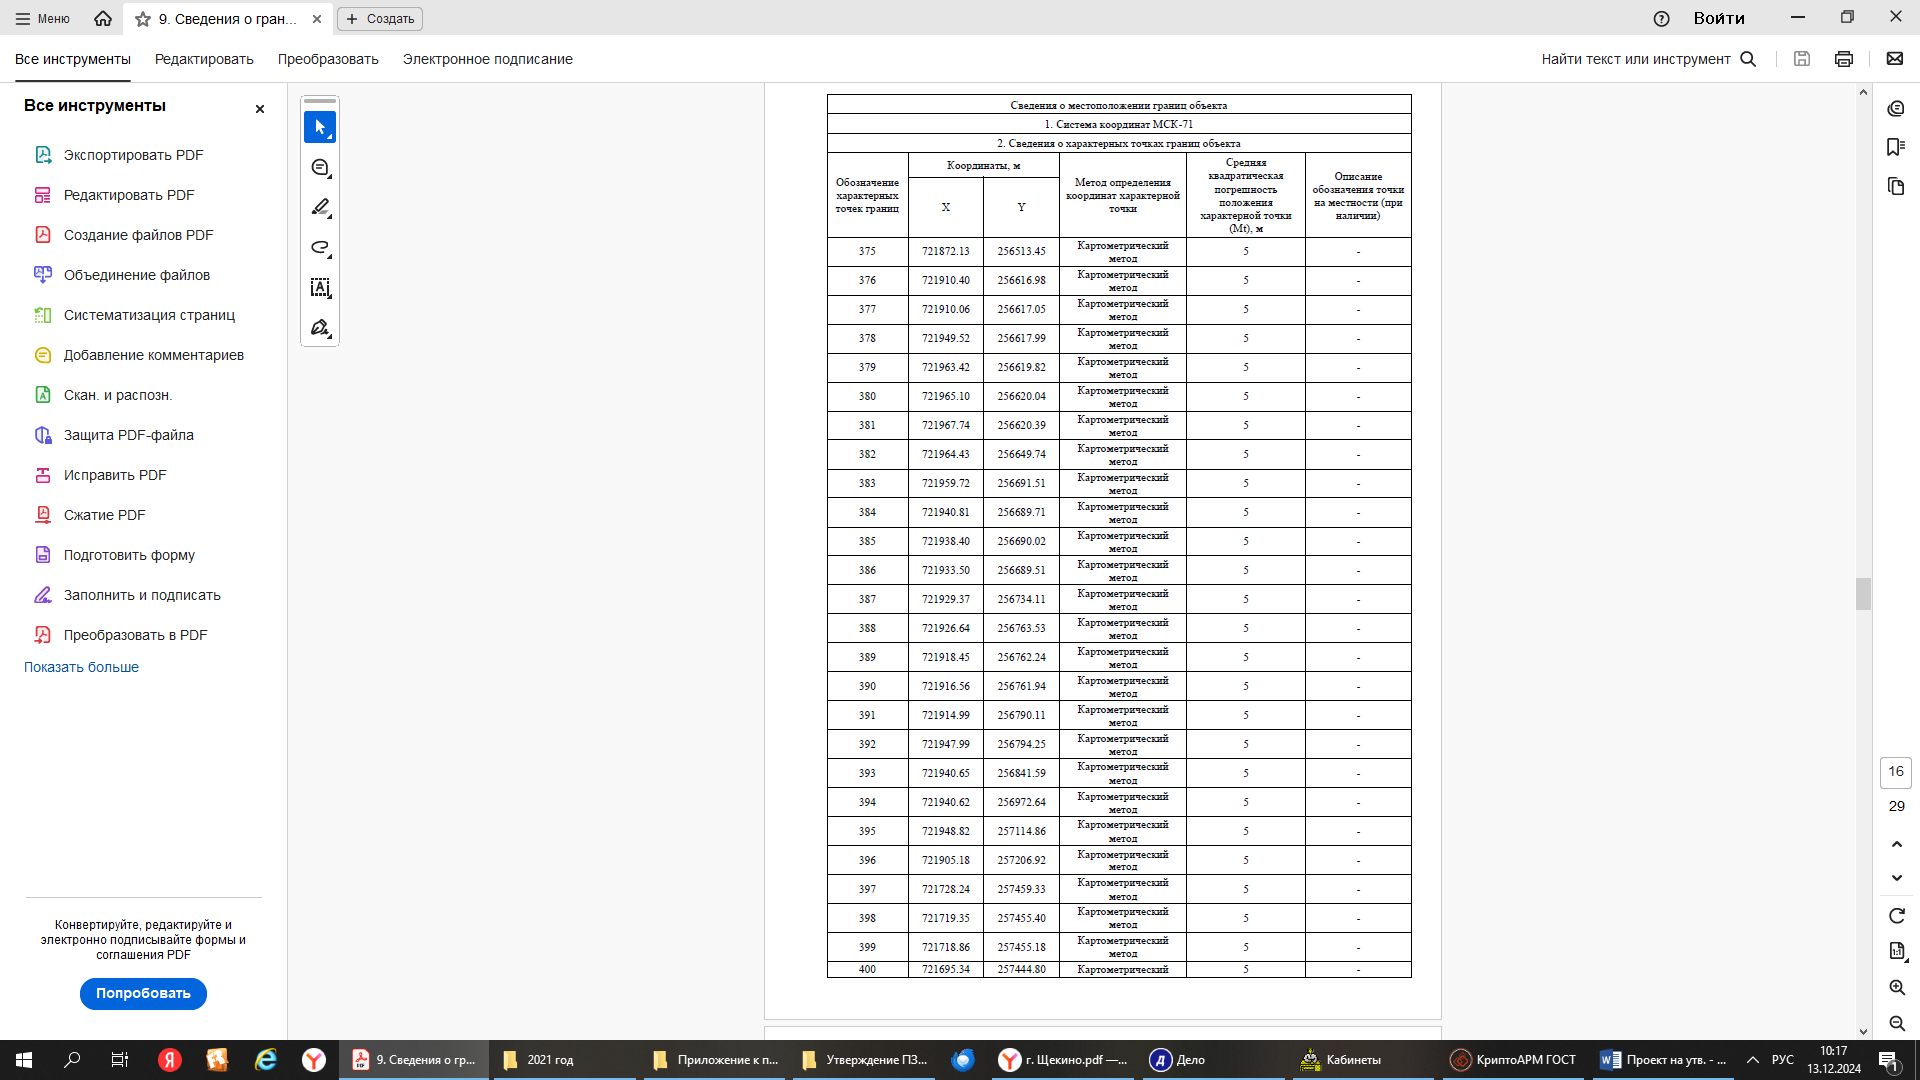 Меню
9. Сведения о гран...
Создать
Войти
Все инструменты
Редактировать
Преобразовать
Электронное подписание
Найти текст или инструмент
Все инструменты
Экспортировать PDF
Редактировать PDF
Создание файлов PDF
Объединение файлов
Систематизация страниц
Добавление комментариев
Скан. и распозн.
Защита PDF-файла
Исправить PDF
Сжатие PDF
Подготовить форму
Заполнить и подписать
Преобразовать в PDF
Показать больше
Конвертируйте, редактируйте и
электронно подписывайте формы и
соглашения PDF
Попробовать
Сведения о местоположении границ объекта
1. Система координат МСК-71
2. Сведения о характерных точках границ объекта
Обозначение характерных точек границ
Координаты, м
X
Y
Метод определения координат характерной точки
Средняя квадратическая погрешность положения характерной точки (Mt), м
Описание обозначения точки на местности (при наличии)
375 721872.13 256513.45 Картометрический метод 5 -
376 721910.40 256616.98 Картометрический метод 5 -
377 721910.06 256617.05 Картометрический метод 5 -
378 721949.52 256617.99 Картометрический метод 5 -
379 721963.42 256619.82 Картометрический метод 5 -
380 721965.10 256620.04 Картометрический метод 5 -
381 721967.74 256620.39 Картометрический метод 5 -
382 721964.43 256649.74 Картометрический метод 5 -
383 721959.72 256691.51 Картометрический метод 5 -
384 721940.81 256689.71 Картометрический метод 5 -
385 721938.40 256690.02 Картометрический метод 5 -
386 721933.50 256689.51 Картометрический метод 5 -
387 721929.37 256734.11 Картометрический метод 5 -
388 721926.64 256763.53 Картометрический метод 5 -
389 721918.45 256762.24 Картометрический метод 5 -
390 721916.56 256761.94 Картометрический метод 5 -
391 721914.99 256790.11 Картометрический метод 5 -
392 721947.99 256794.25 Картометрический метод 5 -
393 721940.65 256841.59 Картометрический метод 5 -
394 721940.62 256972.64 Картометрический метод 5 -
395 721948.82 257114.86 Картометрический метод 5 -
396 721905.18 257206.92 Картометрический метод 5 -
397 721728.24 257459.33 Картометрический метод 5 -
398 721719.35 257455.40 Картометрический метод 5 -
399 721718.86 257455.18 Картометрический метод 5 -
400 721695.34 257444.80 Картометрический 5 -
16
29
9. Сведения о гр...
2021 год
Приложение к п...
Утверждение ПЗ...
г. Щекино.pdf —...
Дело
Кабинеты
КриптоАРМ ГОСТ
Проект на утв. - ...
РУС
10:17
13.12.2024
1